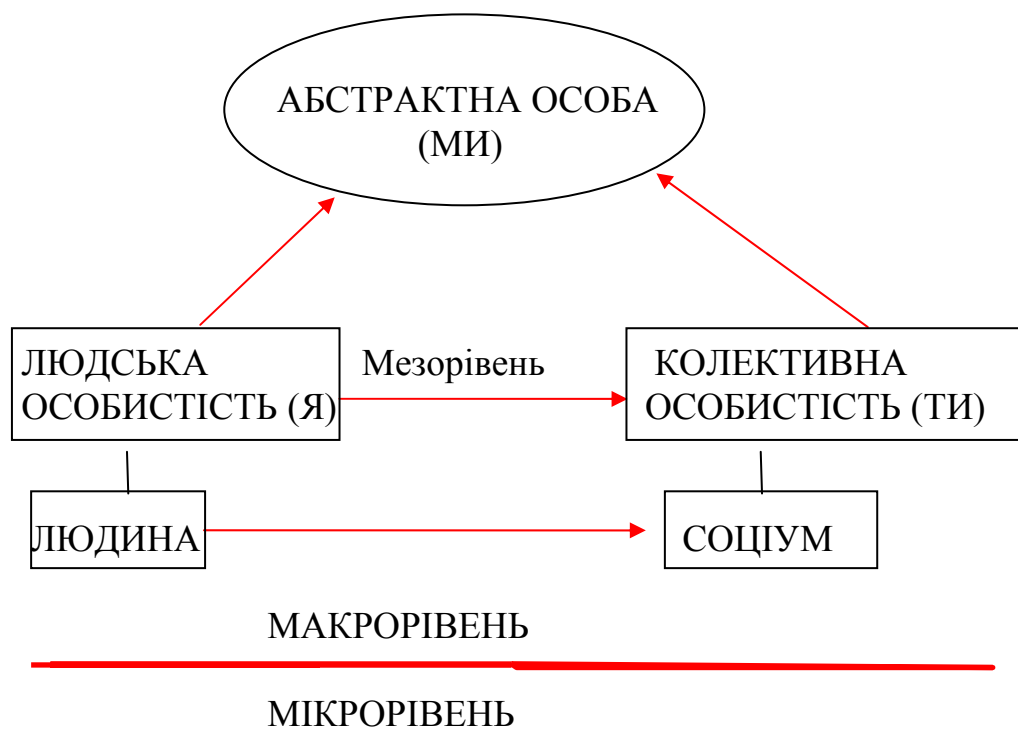 АБСТРАКТНА ОСОБА
(МИ)
ЛЮДСЬКА
ОСОБИСТІСТЬ (Я)
Мезорівень
КОЛЕКТИВНА
ОСОБИСТІСТЬ (ТИ)
ЛЮДИНА
СОЦІУМ
МАКРОРІВЕНЬ
МІКРОРІВЕНЬ